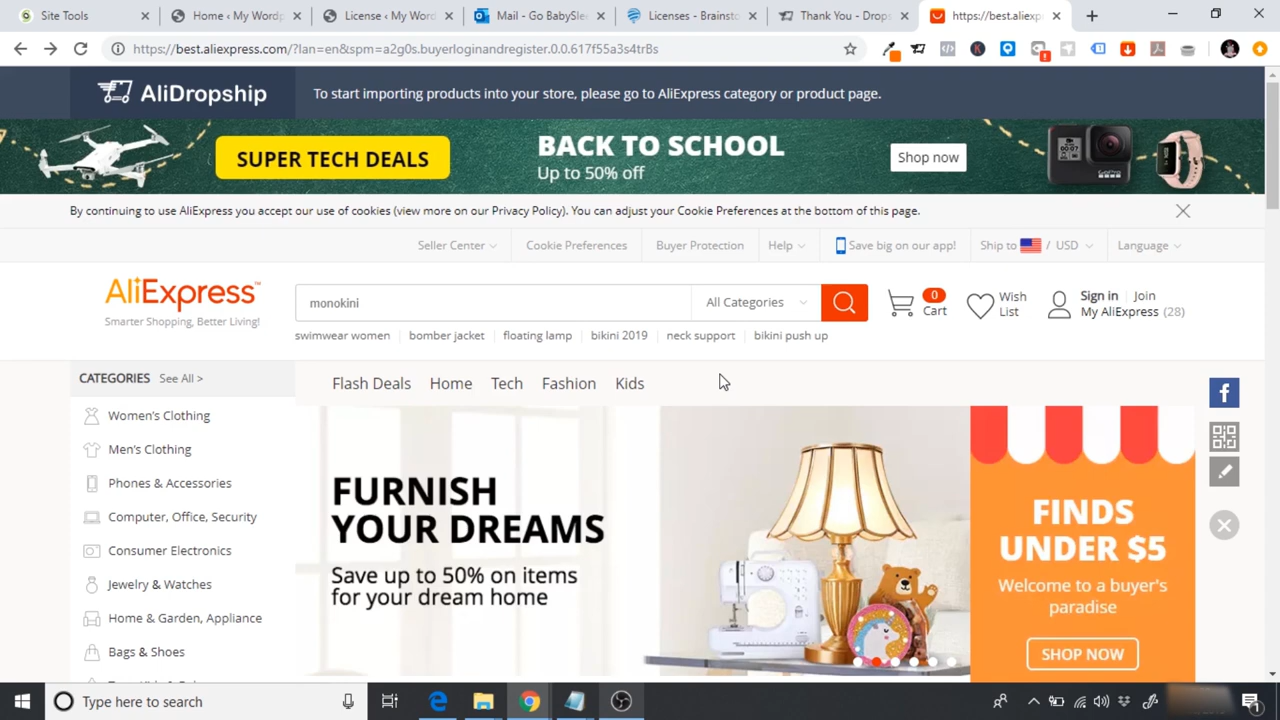 Site Tools
Home ‹ My Wordp
License ‹ My Wor
Mail - Go BabySlee
Licenses - Brainsto
Thank You - Drops
https://best.aliexp
https://best.aliexpress.com/?lan=en&spm=a2g0s.buyerloginandregister.0.0.617f55a3s4trBs
AliDropship
To start importing products into your store, please go to AliExpress category or product page.
SUPER TECH DEALS
BACK TO SCHOOL
Up to 50% off
Shop now
By continuing to use AliExpress you accept our use of cookies (view more on our Privacy Policy). You can adjust your Cookie Preferences at the bottom of this page.
Seller Center
Cookie Preferences
Buyer Protection
Help
Save big on our app!
Ship to / USD
Language
AliExpress™
Smarter Shopping, Better Living!
monokini
All Categories
0
Cart
Wish
List
Sign in Join
My AliExpress (28)
swimwear women
bomber jacket
floating lamp
bikini 2019
neck support
bikini push up
CATEGORIES See All >
Flash Deals
Home
Tech
Fashion
Kids
Women's Clothing
Men's Clothing
Phones & Accessories
Computer, Office, Security
Consumer Electronics
Jewelry & Watches
Home & Garden, Appliance
Bags & Shoes
FURNISH
YOUR DREAMS
Save up to 50% on items
for your dream home
FINDS
UNDER $5
Welcome to a buyer's
paradise
SHOP NOW
Type here to search